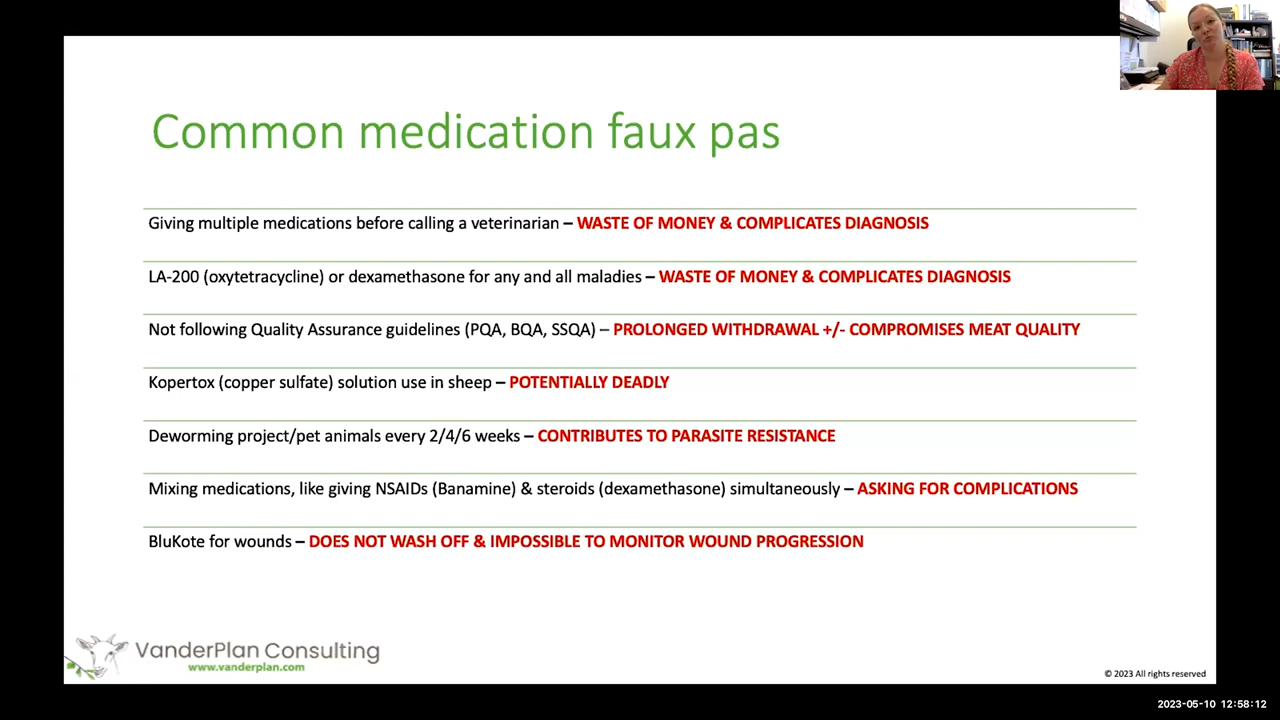 Common medication faux pas
Giving multiple medications before calling a veterinarian – WASTE OF MONEY & COMPLICATES DIAGNOSIS
LA-200 (oxytetracycline) or dexamethasone for any and all maladies – WASTE OF MONEY & COMPLICATES DIAGNOSIS
Not following Quality Assurance guidelines (PQA, BQA, SSQA) – PROLONGED WITHDRAWAL +/- COMPROMISES MEAT QUALITY
Kopertox (copper sulfate) solution use in sheep – POTENTIALLY DEADLY
Deworming project/pet animals every 2/4/6 weeks – CONTRIBUTES TO PARASITE RESISTANCE
Mixing medications, like giving NSAIDs (Banamine) & steroids (dexamethasone) simultaneously – ASKING FOR COMPLICATIONS
BluKote for wounds – DOES NOT WASH OFF & IMPOSSIBLE TO MONITOR WOUND PROGRESSION
VanderPlan Consulting
www.vanderplan.com
© 2023 All rights reserved
2023-05-10 12:58:12